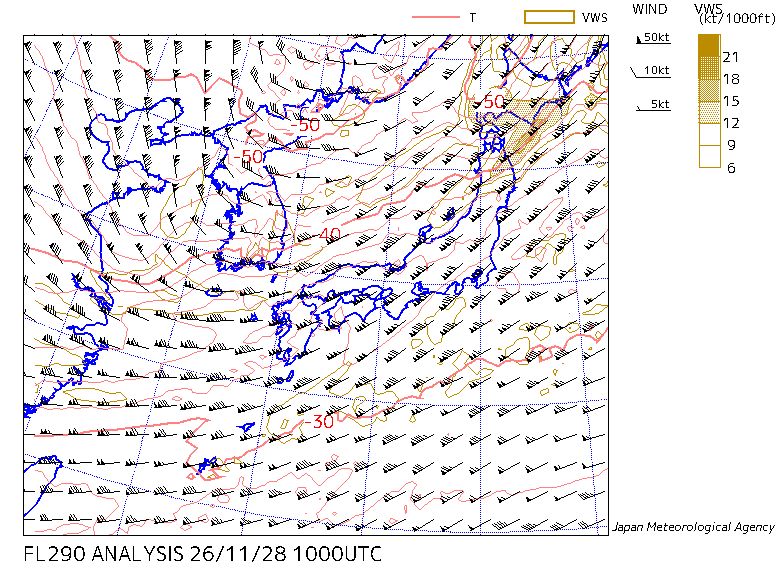 T
VWS
WIND
VWS
(kt/1000ft)
50kt
10kt
5kt
21
18
15
12
9
6
-50
-50
-50
-40
-30
Japan Meteorological Agency
FL290 ANALYSIS 26/11/28 1000UTC